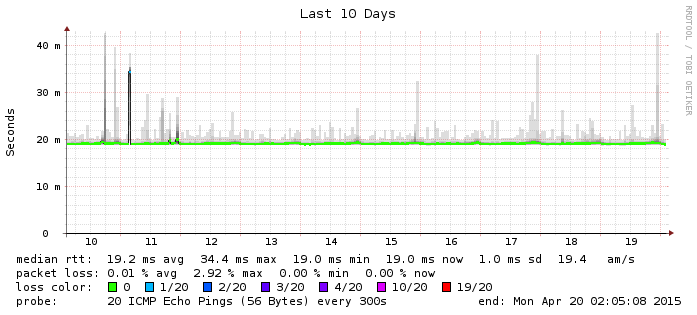 Last 10 Days
RRDTOOL / TOBI OETIKER
Seconds
40 m
30 m
20 m
10 m
0
10 11 12 13 14 15 16 17 18 19
median rtt: 19.2 ms avg 34.4 ms max 19.0 ms min 19.0 ms now 1.0 ms sd 19.4 am/s
packet loss: 0.01 % avg 2.92 % max 0.00 % min 0.00 % now
loss color: 0 1/20 2/20 3/20 4/20 10/20 19/20
probe: 20 ICMP Echo Pings (56 Bytes) every 300s end: Mon Apr 20 02:05:08 2015